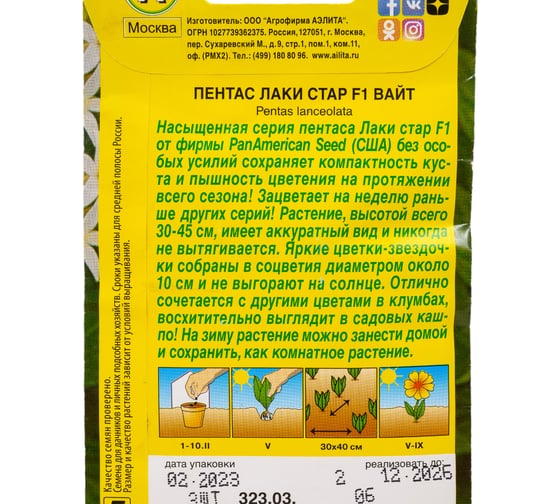 Москва
Изготовитель: ООО "Агрофирма АЭЛИТА".
ОГРН 1027739362375. Россия, 127051, г. Москва,
пер. Сухаревский М., д.9, стр.1, пом.1, ком.11,
оф. (РМХ2). Тел.: (499) 180 80 96. www.ailita.ru
ПЕНТАС ЛАКИ СТАР F1 ВАЙТ
Pentas lanceolata
Насыщенная серия пентаса Лаки стар F1
от фирмы PanAmerican Seed (США) без осо-
бых усилий сохраняет компактность кус-
та и пышность цветения на протяжении
всего сезона! Зацветает на неделю рань-
ше других серий! Растение, высотой всего
30-45 см, имеет аккуратный вид и никогда
не вытягивается. Яркие цветки-звездоч-
ки собраны в соцветия диаметром около
10 см и не выгорают на солнце. Отлично
сочетается с другими цветами в клумбах,
восхитительно выглядит в садовых каш-
по! На зиму растение можно занести домой
и сохранить, как комнатное растение.
1-10.II
V
30x40 см
V-IX
дата упаковки
реализовать до:
02.2023
2
12.2026
3ШТ
323.03.
06
Качество семян проверено.
Семена для дачников и личных подсобных хозяйств. Сроки указаны для средней полосы России.
Размер и качество растений зависят от условий выращивания.